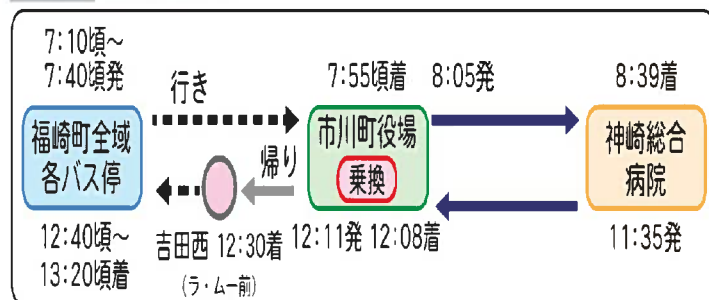 7:10頃～
7:40頃発
行き
7:55頃着 8:05発
8:39着
福崎町全域
各バス停
市川町役場
乗換
神崎総合
病院
帰り
12:40頃～
13:20頃着
吉田西 12:30着
(ラ・ムー前)
12:11発 12:08着
11:35発